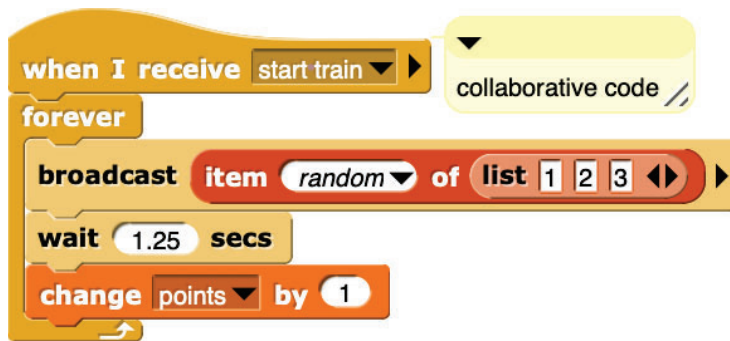 when I receive start train
collaborative code
forever
broadcast item random of list 1 2 3
wait 1.25 secs
change points by 1